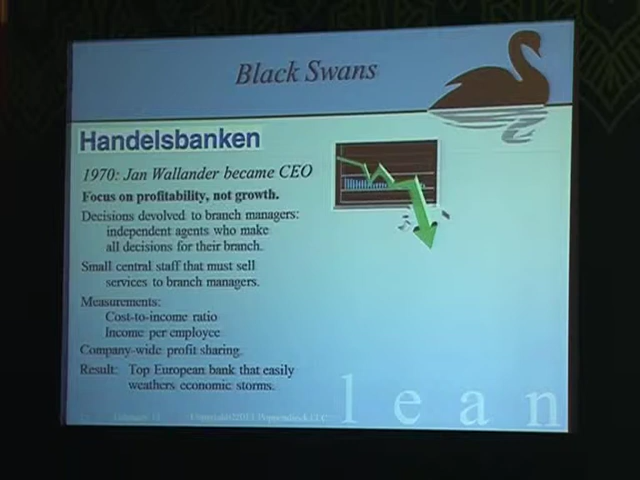 Black Swans
Handelsbanken
1970: Jan Wallander became CEO
Focus on profitability, not growth.
Decisions devolved to branch managers:
independent agents who make
all decisions for their branch.
Small central staff that must sell
services to branch managers.
Measurements:
Cost-to-income ratio
Income per employee
Company-wide profit sharing.
Result: Top European bank that easily
weathers economic storms.
lean